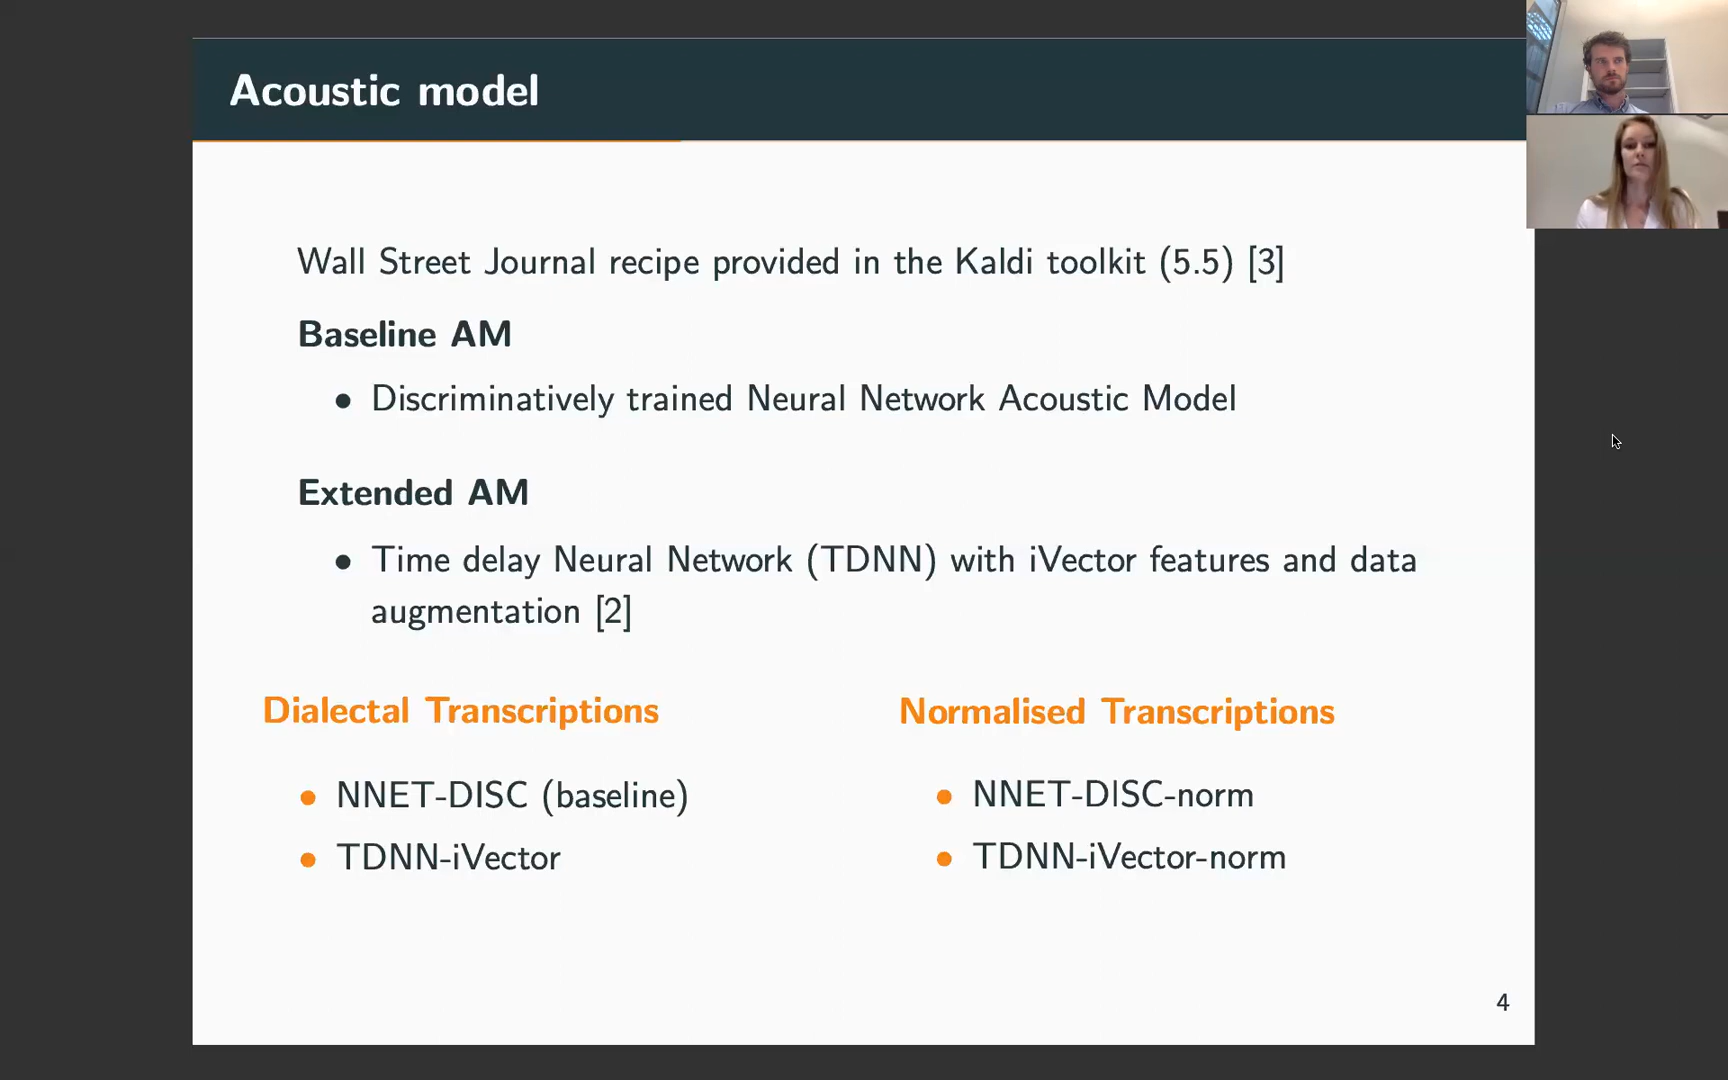 Acoustic model
Wall Street Journal recipe provided in the Kaldi toolkit (5.5) [3]
Baseline AM
• Discriminatively trained Neural Network Acoustic Model
Extended AM
• Time delay Neural Network (TDNN) with iVector features and data
augmentation [2]
Dialectal Transcriptions
• NNET-DISC (baseline)
• TDNN-iVector
Normalised Transcriptions
• NNET-DISC-norm
• TDNN-iVector-norm
4